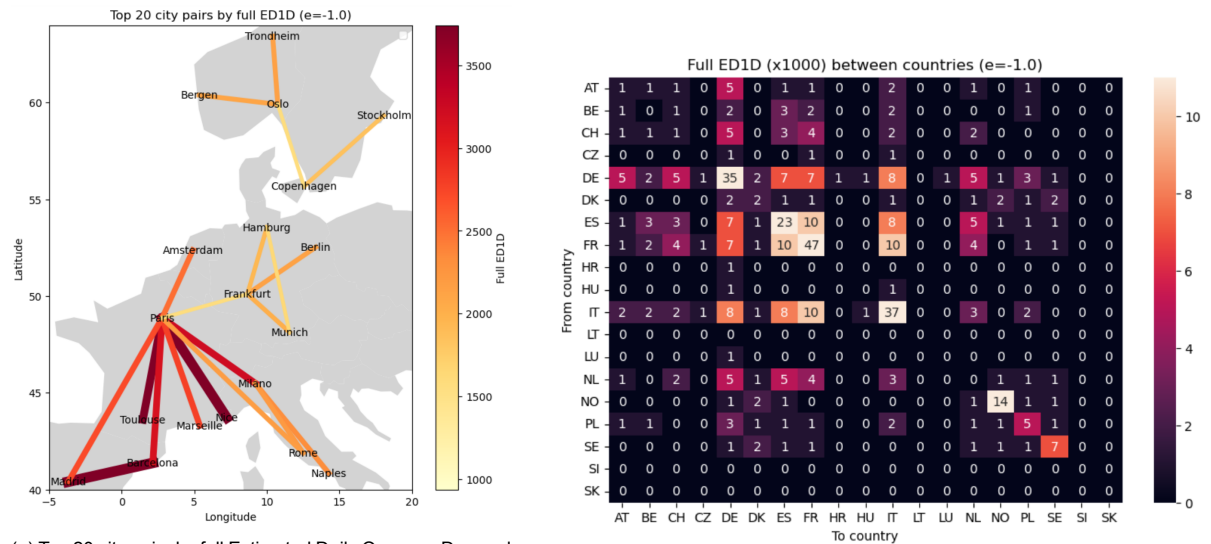 Top 20 city pairs by full ED1D (e=-1.0)
Trondheim
Bergen
Oslo
Stockholm
Copenhagen
Hamburg
Berlin
Amsterdam
Frankfurt
Munich
Paris
Milano
Toulouse
Nice
Marseille
Rome
Barcelona
Naples
Madrid
60
55
50
45
40
Latitude
−5 0 5 10 15 20
Longitude
3500
3000
2500
2000
1500
1000
Full ED1D
Full ED1D (x1000) between countries (e=-1.0)
From country
AT 1 1 1 0 5 0 1 1 0 0 2 0 0 1 0 1 0 0 0
BE 1 0 1 0 2 0 3 2 0 0 2 0 0 0 0 1 0 0 0
CH 1 1 1 0 5 0 3 4 0 0 2 0 0 2 0 0 0 0 0
CZ 0 0 0 0 1 0 0 1 0 0 1 0 0 0 0 0 0 0 0
DE 5 2 5 1 35 2 7 7 1 1 8 0 1 5 1 3 1 0 0
DK 0 0 0 0 2 2 1 1 0 0 1 0 0 1 2 1 2 0 0
ES 1 3 3 0 7 1 23 10 0 0 8 0 0 5 1 1 1 0 0
FR 1 2 4 1 7 1 10 47 0 0 10 0 0 4 0 1 1 0 0
HR 0 0 0 0 1 0 0 0 0 0 0 0 0 0 0 0 0 0 0
HU 0 0 0 0 1 0 0 0 0 0 1 0 0 0 0 0 0 0 0
IT 2 2 2 1 8 1 8 10 0 1 37 0 0 3 0 2 0 0 0
LT 0 0 0 0 0 0 0 0 0 0 0 0 0 0 0 0 0 0 0
LU 0 0 0 0 1 0 0 0 0 0 0 0 0 0 0 0 0 0 0
NL 1 0 2 0 5 1 5 4 0 0 3 0 0 0 1 1 1 0 0
NO 0 0 0 0 1 2 1 0 0 0 0 0 0 1 14 1 1 0 0
PL 1 1 0 0 3 1 1 1 0 0 2 0 0 1 1 5 1 0 0
SE 0 0 0 0 1 2 1 1 0 0 0 0 0 1 1 1 7 0 0
SI 0 0 0 0 0 0 0 0 0 0 0 0 0 0 0 0 0 0 0
SK 0 0 0 0 0 0 0 0 0 0 0 0 0 0 0 0 0 0 0
AT BE CH CZ DE DK ES FR HR HU IT LT LU NL NO PL SE SI SK
To country
10
8
6
4
2
0